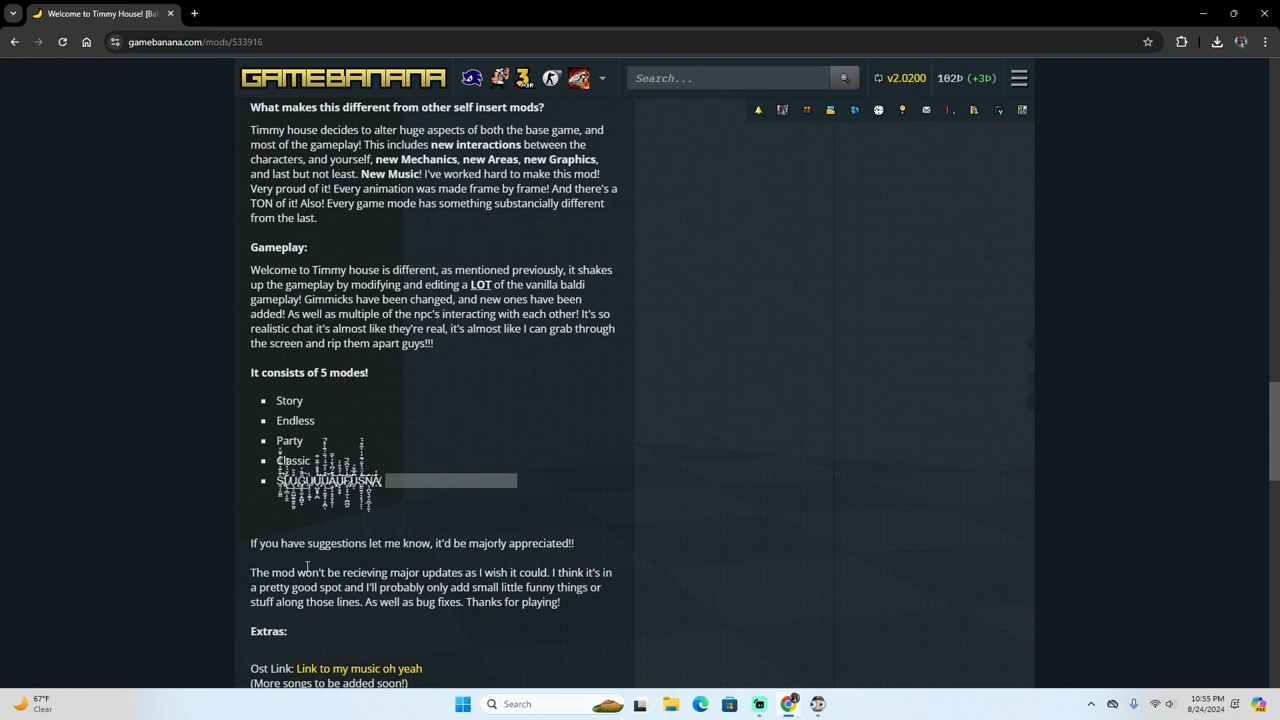 Welcome to Timmy House! [Bal
gamebanana.com/mods/533916
GAMEBANANA
Search...
v2.0200
102Þ (+3Þ)
What makes this different from other self insert mods?
Timmy house decides to alter huge aspects of both the base game, and
most of the gameplay! This includes new interactions between the
characters, and yourself, new Mechanics, new Areas, new Graphics,
and last but not least. New Music! I've worked hard to make this mod!
Very proud of it! Every animation was made frame by frame! And there's a
TON of it! Also! Every game mode has something substancially different
from the last.
Gameplay:
Welcome to Timmy house is different, as mentioned previously, it shakes
up the gameplay by modifying and editing a LOT of the vanilla baldi
gameplay! Gimmicks have been changed, and new ones have been
added! As well as multiple of the npc's interacting with each other! It's so
realistic chat it's almost like they're real, it's almost like I can grab through
the screen and rip them apart guys!!!
It consists of 5 modes!
Story
Endless
Party
Classic
If you have suggestions let me know, it'd be majorly appreciated!!
The mod won't be recieving major updates as I wish it could. I think it's in
a pretty good spot and I'll probably only add small little funny things or
stuff along those lines. As well as bug fixes. Thanks for playing!
Extras:
Ost Link: Link to my music oh yeah
(More songs to be added soon!)
67°F
Clear
Search
10:55 PM
8/24/2024